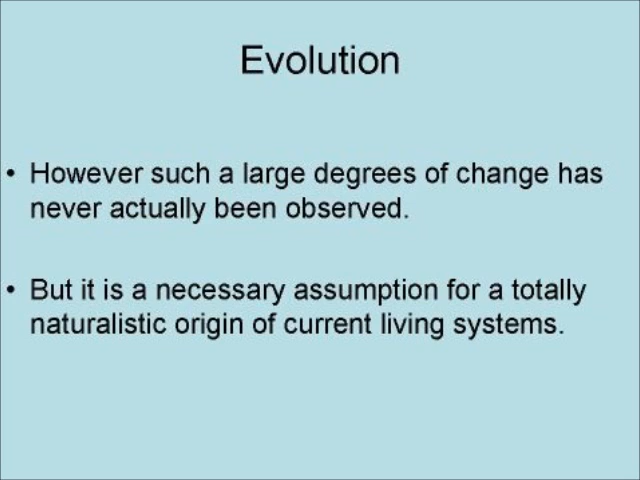 Evolution
• However such a large degrees of change has
never actually been observed.
• But it is a necessary assumption for a totally
naturalistic origin of current living systems.